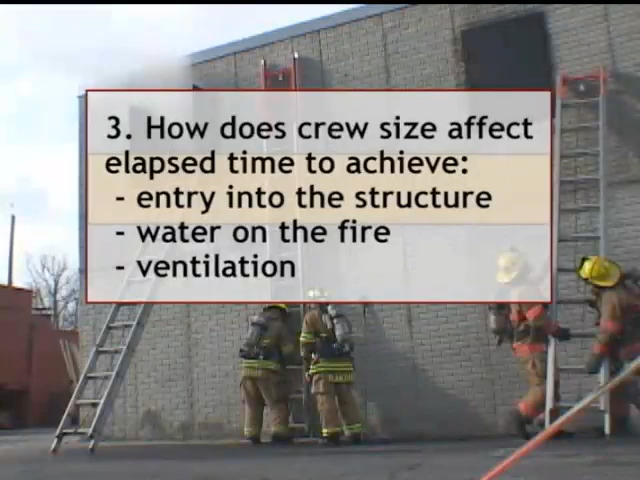 3. How does crew size affect
elapsed time to achieve:
- entry into the structure
- water on the fire
- ventilation